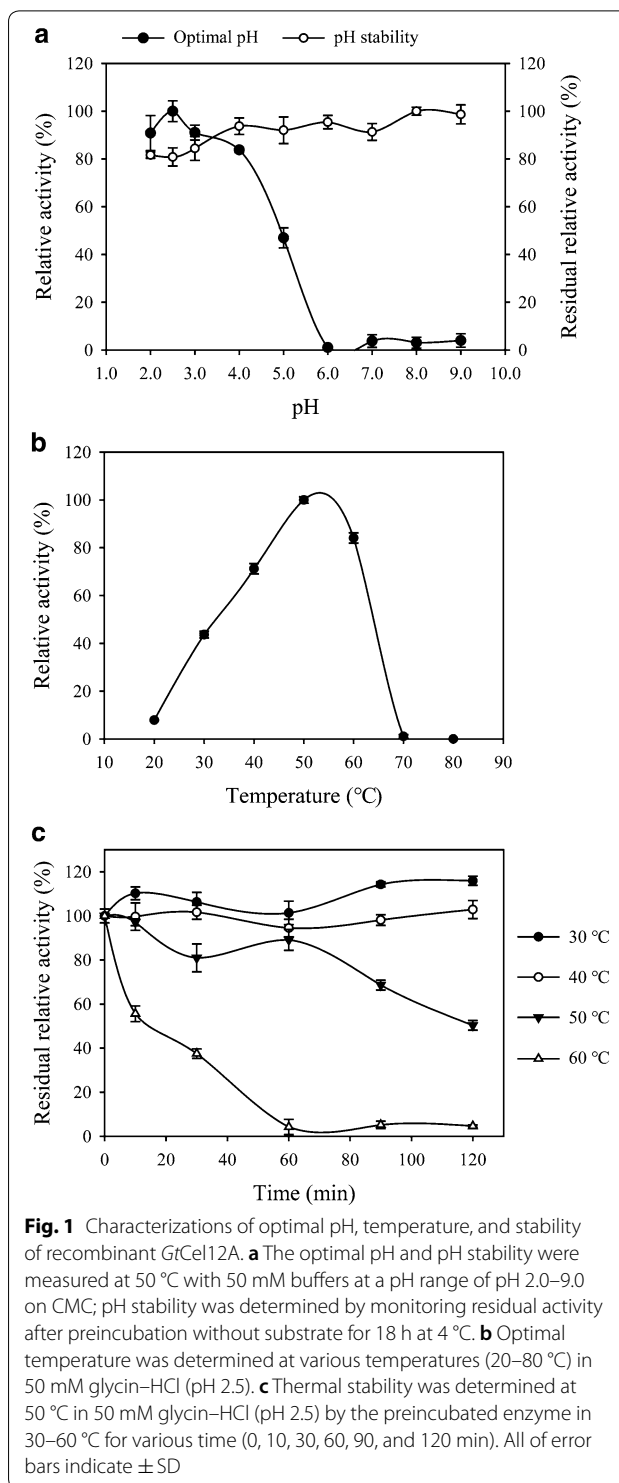 a
Optimal pH
pH stability
Relative activity (%)
120
100
80
60
40
20
0
Residual relative activity (%)
120
100
80
60
40
20
0
1.0 2.0 3.0 4.0 5.0 6.0 7.0 8.0 9.0 10.0
pH
b
Relative activity (%)
120
100
80
60
40
20
0
10 20 30 40 50 60 70 80 90
Temperature (°C)
c
Residual relative activity (%)
120
100
80
60
40
20
0
0 20 40 60 80 100 120
Time (min)
30 °C
40 °C
50 °C
60 °C
Fig. 1 Characterizations of optimal pH, temperature, and stability
of recombinant GtCel12A. a The optimal pH and pH stability were
measured at 50 °C with 50 mM buffers at a pH range of pH 2.0–9.0
on CMC; pH stability was determined by monitoring residual activity
after preincubation without substrate for 18 h at 4 °C. b Optimal
temperature was determined at various temperatures (20–80 °C) in
50 mM glycin–HCl (pH 2.5). c Thermal stability was determined at
50 °C in 50 mM glycin–HCl (pH 2.5) by the preincubated enzyme in
30–60 °C for various time (0, 10, 30, 60, 90, and 120 min). All of error
bars indicate ± SD